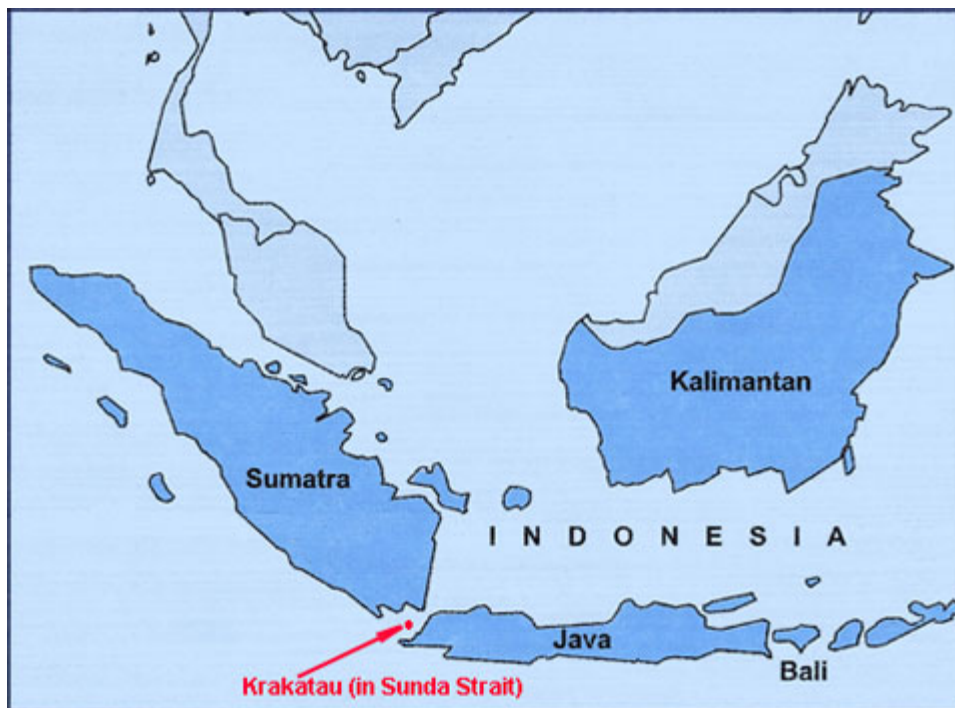 Kalimantan
Sumatra
INDONESIA
Java
Bali
Krakatau (in Sunda Strait)